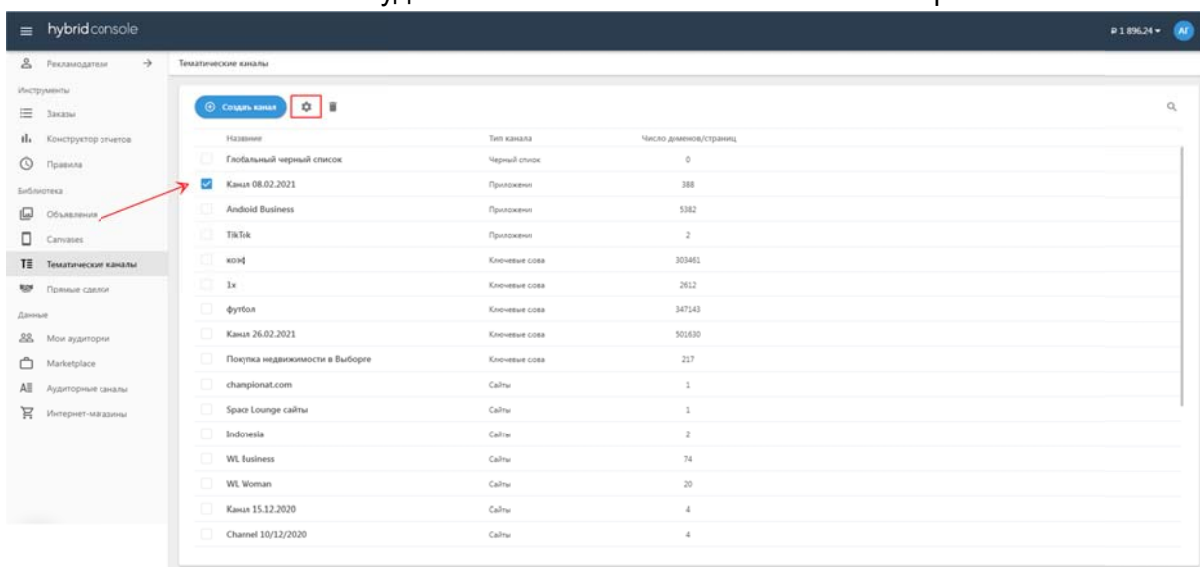 hybrid console
₽ 1 896.24
АГ
Рекламодатели
Тематические каналы
Инструменты
Заказы
Конструктор отчетов
Правила
Библиотека
Объявления
Canvases
Тематические каналы
Прямые сделки
Данные
Мои аудитории
Marketplace
Аудиторные каналы
Интернет-магазины
Создать канал
Название Тип канала Число доменов/страниц
Глобальный черный список Черный список 0
Канал 08.02.2021 Приложени 388
Andioid Business Приложени 5382
TikTok Приложени 2
коэф Ключевые сова 303461
1x Ключевые сова 2612
футбол Ключевые сова 347143
Канал 26.02.2021 Ключевые сова 501630
Покупка недвижимости в Выборге Ключевые сова 217
championat.com Сайты 1
Space Lounge сайты Сайты 1
Indonesia Сайты 2
WL Business Сайты 74
WL Woman Сайты 20
Канал 15.12.2020 Сайты 4
Channel 10/12/2020 Сайты 4